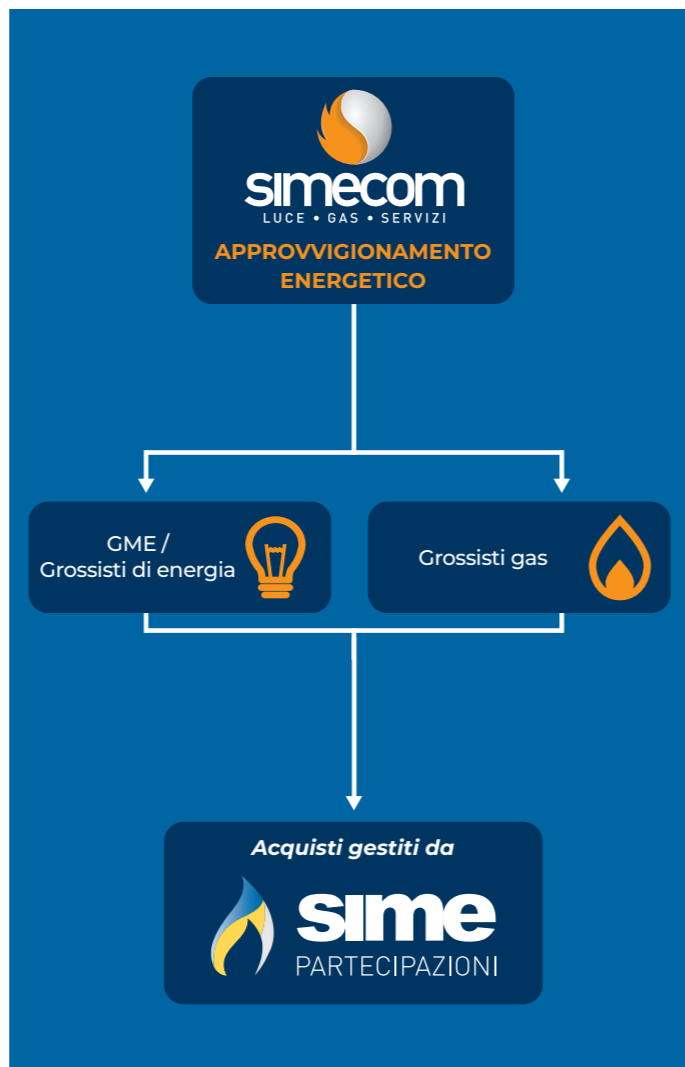 simecom
LUCE • GAS • SERVIZI
APPROVVIGIONAMENTO
ENERGETICO
GME /
Grossisti di energia
Grossisti gas
Acquisti gestiti da
sime
PARTECIPAZIONI